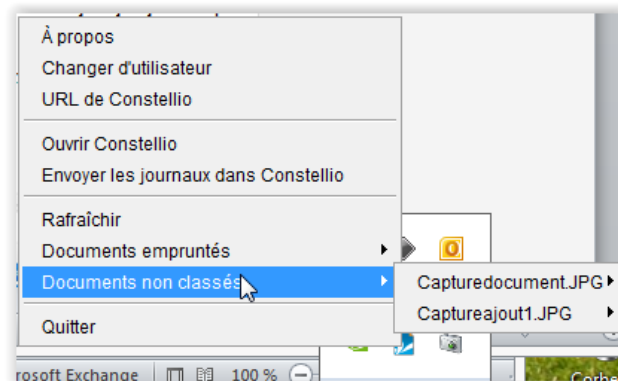 À propos
Changer d'utilisateur
URL de Constellio
Ouvrir Constellio
Envoyer les journaux dans Constellio
Rafraîchir
Documents empruntés
Documents non classés
Capturedocument.JPG
Captureajout1.JPG
Quitter
rosoft Exchange
100 %